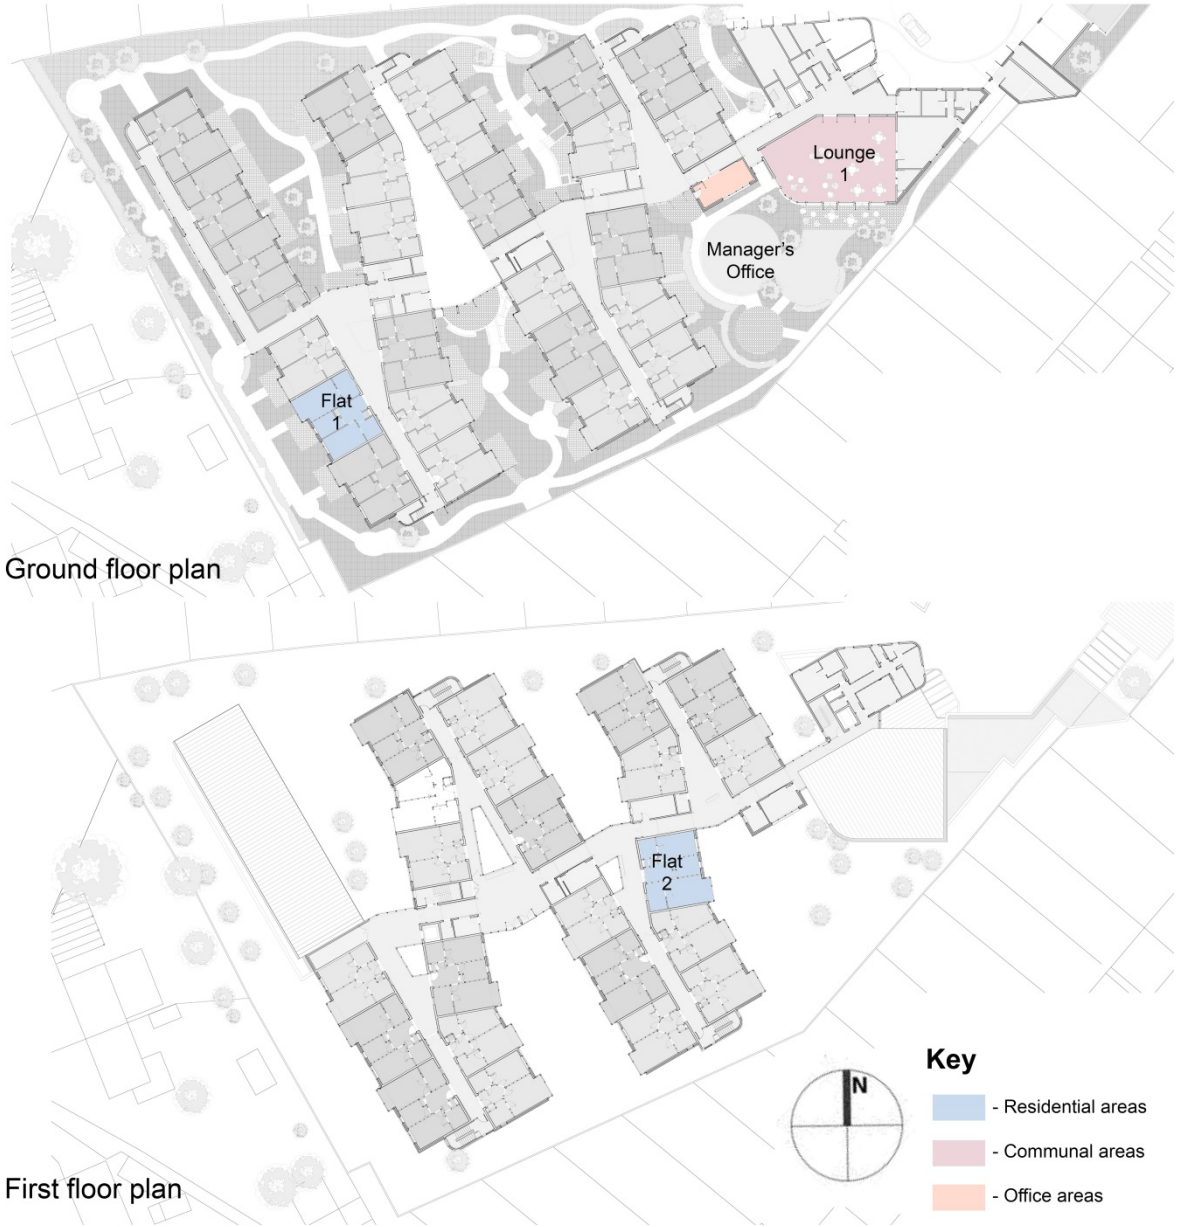 Lounge
1
Manager's
Office
Flat
1
Ground floor plan
Flat
2
N
Key
- Residential areas
- Communal areas
- Office areas
First floor plan